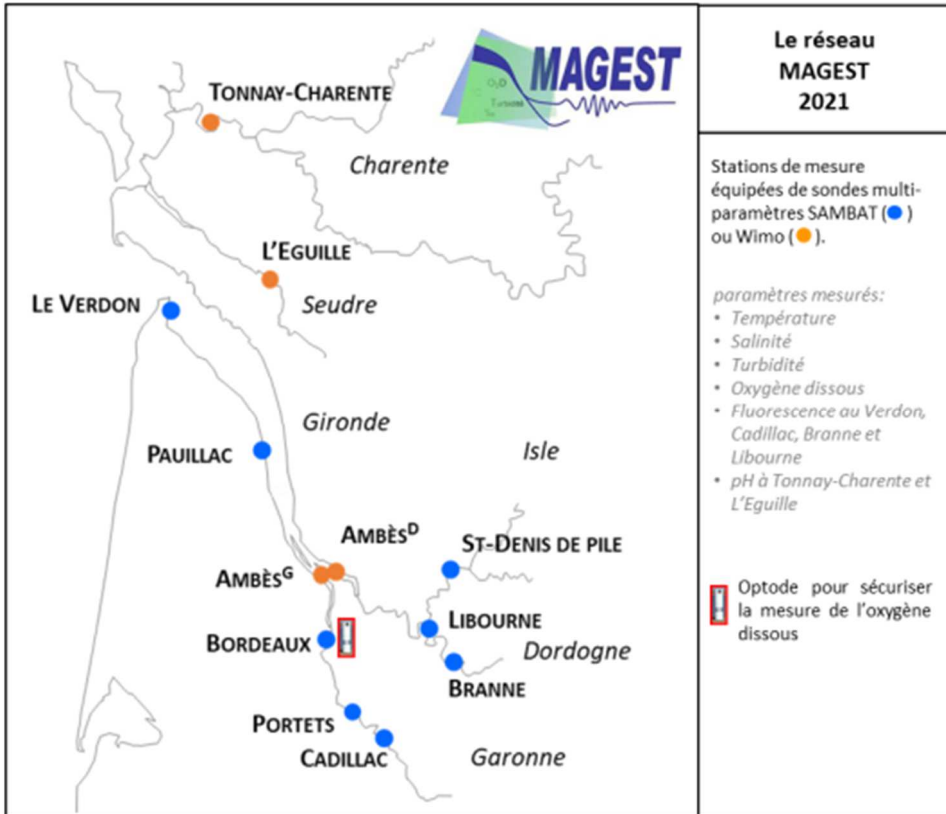 MAGEST
Le réseau
MAGEST
2021
TONNAY-CHARENTE
Charente
L'EGUILLE
Seudre
LE VERDON
Gironde
PAUILLAC
Isle
AMBÈS^D
ST-DENIS DE PILE
AMBÈS^G
LIBOURNE
BORDEAUX
Dordogne
BRANNE
PORTETS
CADILLAC
Garonne
Stations de mesure
équipées de sondes multi-
paramètres SAMBAT ( )
ou Wimo ( ).
paramètres mesurés:
• Température
• Salinité
• Turbidité
• Oxygène dissous
• Fluorescence au Verdon,
Cadillac, Branne et
Libourne
• pH à Tonnay-Charente et
L'Eguille
Optode pour sécuriser
la mesure de l'oxygène
dissous